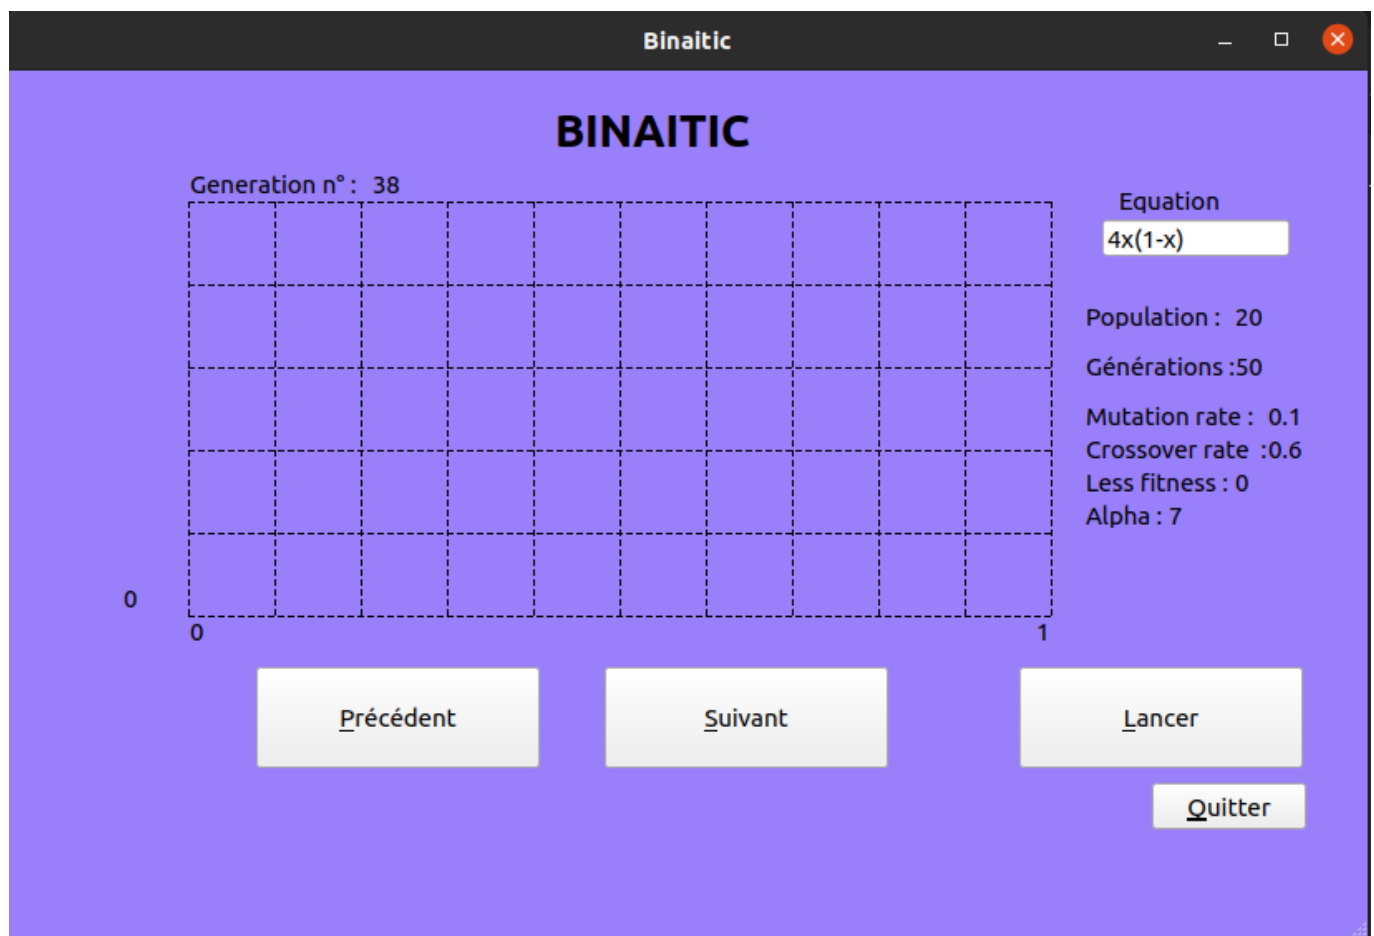 Binaitic
BINAITIC
Generation n° : 38
Equation
4x(1-x)
Population : 20
Générations :50
Mutation rate : 0.1
Crossover rate :0.6
Less fitness : 0
Alpha : 7
0
0 1
Précédent Suivant Lancer
Quitter